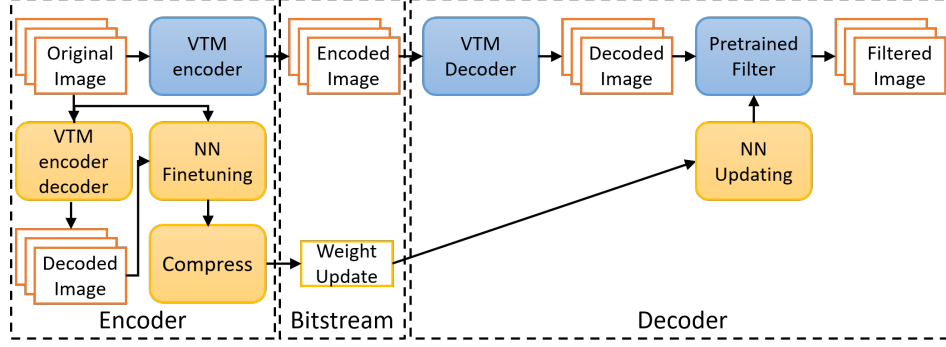 Original
Image
VTM
encoder
Encoded
Image
VTM
Decoder
Decoded
Image
Pretrained
Filter
Filtered
Image
VTM
encoder
decoder
NN
Finetuning
NN
Updating
Decoded
Image
Compress
Weight
Update
Encoder
Bitstream
Decoder